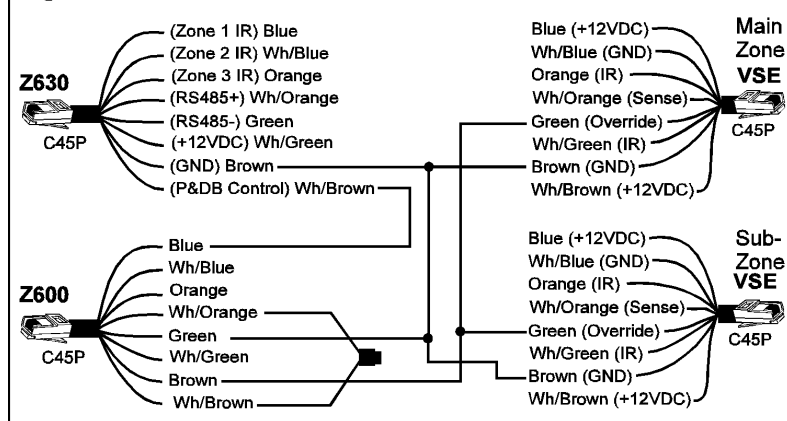 Z630
C45P
(Zone 1 IR) Blue
(Zone 2 IR) Wh/Blue
(Zone 3 IR) Orange
(RS485+) Wh/Orange
(RS485-) Green
(+12VDC) Wh/Green
(GND) Brown
(P&DB Control) Wh/Brown
Main
Zone
VSE
C45P
Blue (+12VDC)
Wh/Blue (GND)
Orange (IR)
Wh/Orange (Sense)
Green (Override)
Wh/Green (IR)
Brown (GND)
Wh/Brown (+12VDC)
Z600
C45P
Blue
Wh/Blue
Orange
Wh/Orange
Green
Wh/Green
Brown
Wh/Brown
Sub-
Zone
VSE
C45P
Blue (+12VDC)
Wh/Blue (GND)
Orange (IR)
Wh/Orange (Sense)
Green (Override)
Wh/Green (IR)
Brown (GND)
Wh/Brown (+12VDC)